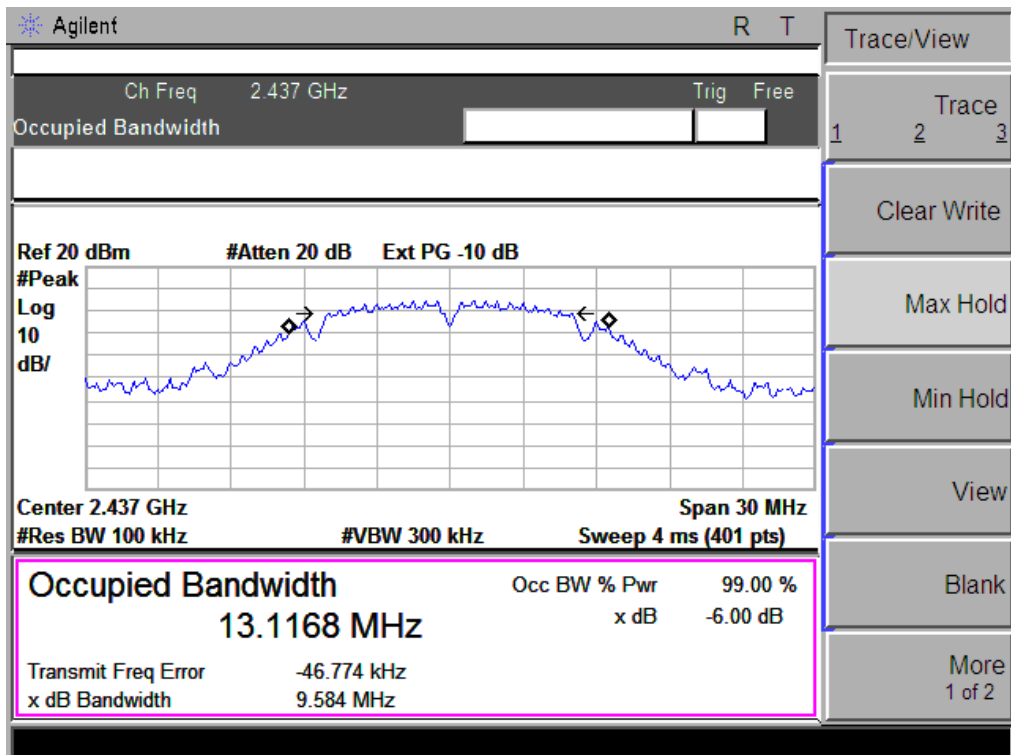 Agilent R T
Ch Freq 2.437 GHz Trig Free
Occupied Bandwidth
Ref 20 dBm #Atten 20 dB Ext PG -10 dB
#Peak
Log
10
dB/
Center 2.437 GHz Span 30 MHz
#Res BW 100 kHz #VBW 300 kHz Sweep 4 ms (401 pts)
Occupied Bandwidth Occ BW % Pwr 99.00 %
13.1168 MHz x dB -6.00 dB
Transmit Freq Error -46.774 kHz
x dB Bandwidth 9.584 MHz
Trace/View
Trace
1 2 3
Clear Write
Max Hold
Min Hold
View
Blank
More
1 of 2